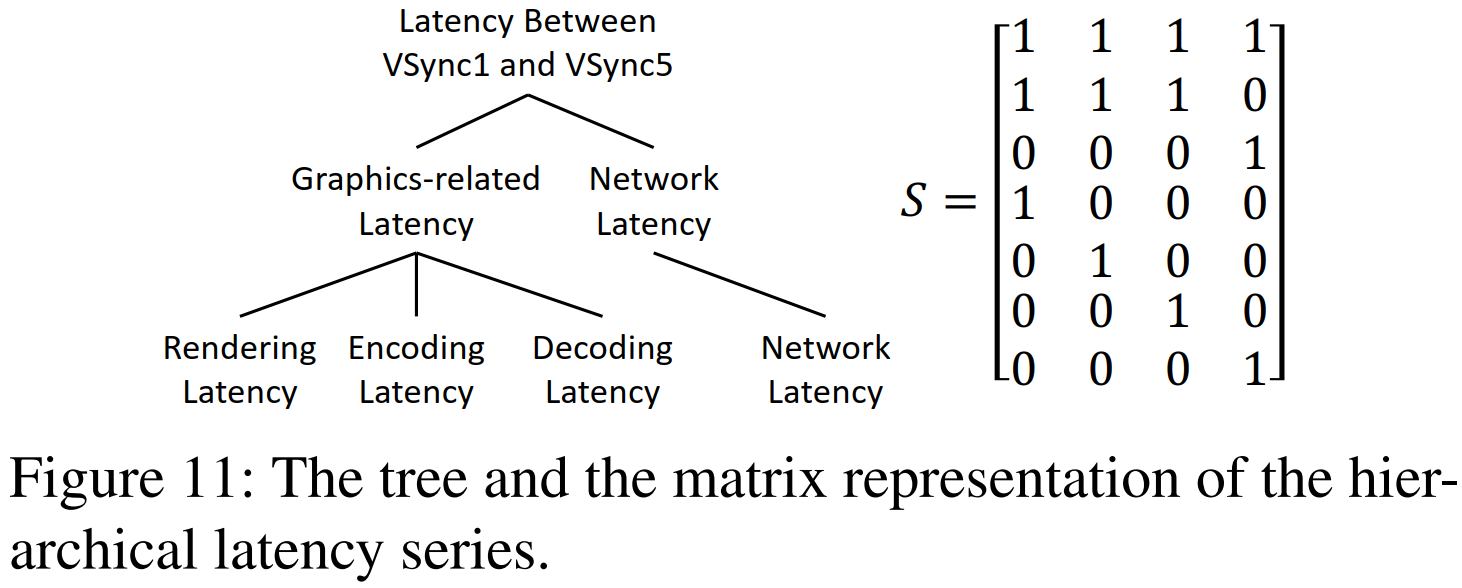 Latency Between
VSync1 and VSync5
Graphics-related Network
Latency Latency
Rendering Encoding Decoding Network
Latency Latency Latency Latency
S =
1 1 1 1
1 1 1 0
0 0 0 1
1 0 0 0
0 1 0 0
0 0 1 0
0 0 0 1
Figure 11: The tree and the matrix representation of the hier-
archical latency series.